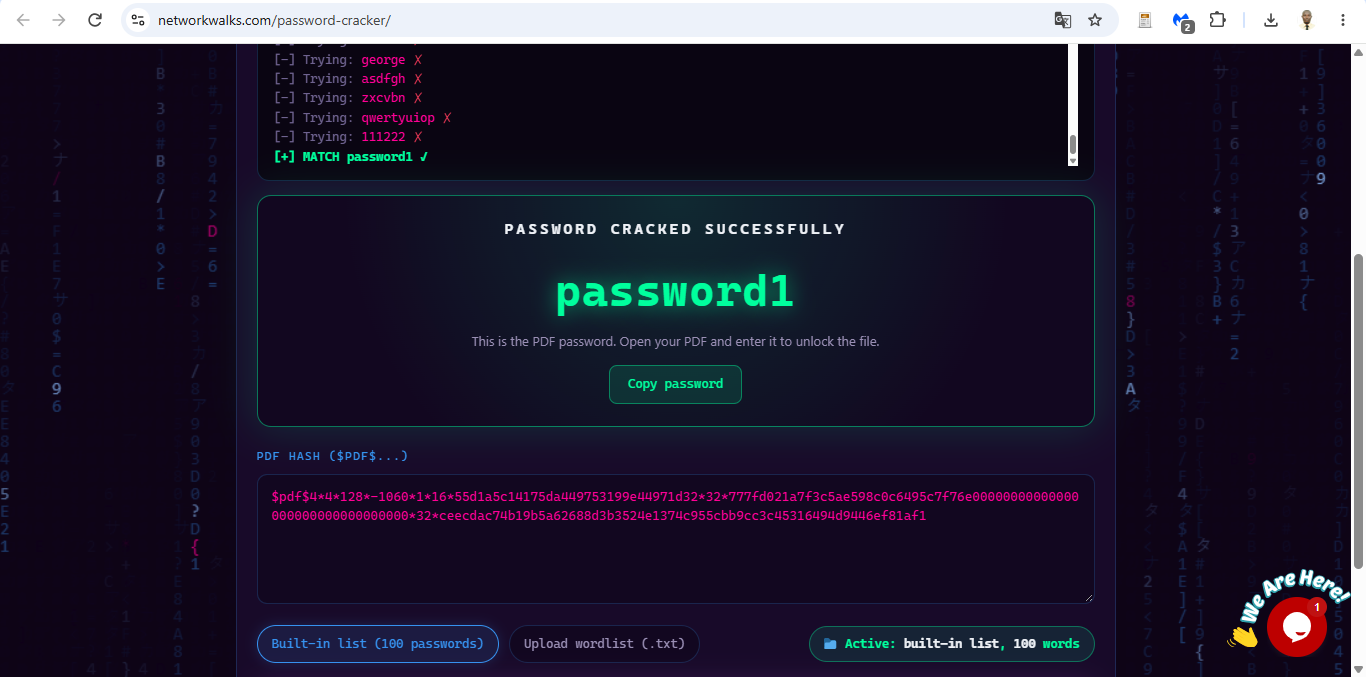 networkwalks.com/password-cracker/
2
[-] Trying: george ✗
[-] Trying: asdfgh ✗
[-] Trying: zxcvbn ✗
[-] Trying: qwertyuiop ✗
[-] Trying: 111222 ✗
[+] MATCH password1 ✓
PASSWORD CRACKED SUCCESSFULLY
password1
This is the PDF password. Open your PDF and enter it to unlock the file.
Copy password
PDF HASH ($PDF$...)
$pdf$4*4*128*-1060*1*16*55d1a5c14175da449753199e44971d32*32*777fd021a7f3c5ae598c0c6495c7f76e00000000000000
000000000000000000*32*ceecdac74b19b5a62688d3b3524e1374c955cbb9cc3c45316494d9446ef81af1
Built-in list (100 passwords)
Upload wordlist (.txt)
Active: built-in list, 100 words
We Are Here!
1